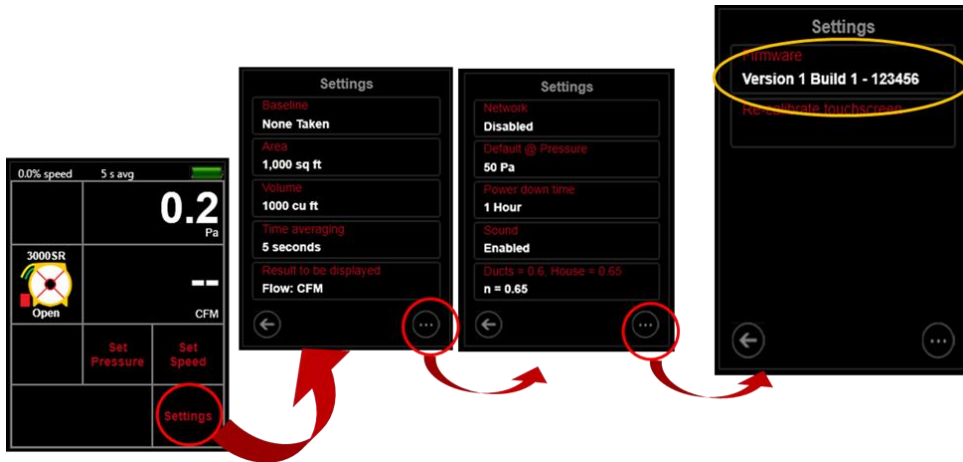 0.0% speed 5 s avg
0.2
Pa
3000SR
Open
--
CFM
Set
Pressure
Set
Speed
Settings
Settings
Baseline
None Taken
Area
1,000 sq ft
Volume
1000 cu ft
Time averaging
5 seconds
Result to be displayed
Flow: CFM
Settings
Network
Disabled
Default @ Pressure
50 Pa
Power down time
1 Hour
Sound
Enabled
Ducts = 0.6, House = 0.65
n = 0.65
Settings
Firmware
Version 1 Build 1 - 123456
Re-calibrate touchscreen